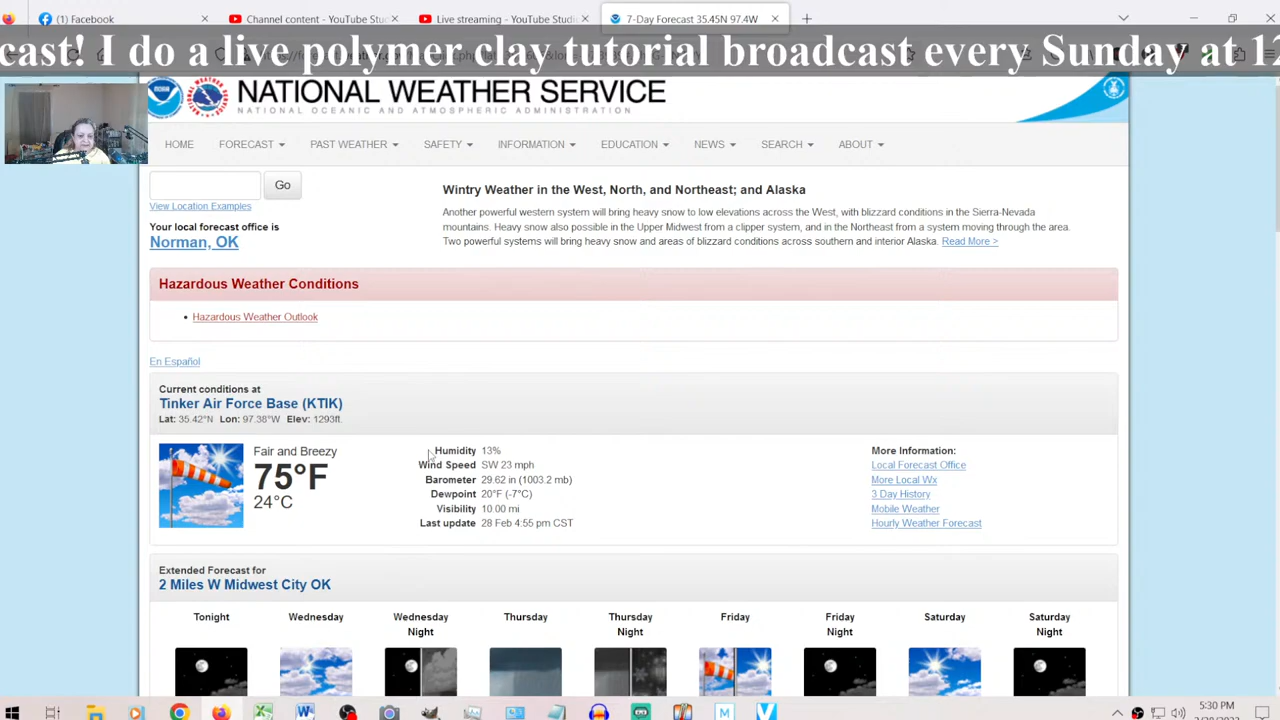 (1) Facebook
Channel content - YouTube Stu
Live streaming - YouTube Studi
7-Day Forecast 35.45N 97.4W
cast! I do a live polymer clay tutorial broadcast every Sunday at 12
NATIONAL WEATHER SERVICE
NATIONAL OCEANIC AND ATMOSPHERIC ADMINISTRATION
HOME FORECAST PAST WEATHER SAFETY INFORMATION EDUCATION NEWS SEARCH ABOUT
Go
View Location Examples
Your local forecast office is
Norman, OK
Wintry Weather in the West, North, and Northeast; and Alaska
Another powerful western system will bring heavy snow to low elevations across the West, with blizzard conditions in the Sierra-Nevada
mountains. Heavy snow also possible in the Upper Midwest from a clipper system, and in the Northeast from a system moving through the area.
Two powerful systems will bring heavy snow and areas of blizzard conditions across southern and interior Alaska. Read More >
Hazardous Weather Conditions
• Hazardous Weather Outlook
En Español
Current conditions at
Tinker Air Force Base (KTIK)
Lat: 35.42°N Lon: 97.38°W Elev: 1293ft.
Fair and Breezy
75°F
24°C
Humidity 13%
Wind Speed SW 23 mph
Barometer 29.62 in (1003.2 mb)
Dewpoint 20°F (-7°C)
Visibility 10.00 mi
Last update 28 Feb 4:55 pm CST
More Information:
Local Forecast Office
More Local Wx
3 Day History
Mobile Weather
Hourly Weather Forecast
Extended Forecast for
2 Miles W Midwest City OK
Tonight
Wednesday
Wednesday
Night
Thursday
Thursday
Night
Friday
Friday
Night
Saturday
Saturday
Night
5:30 PM